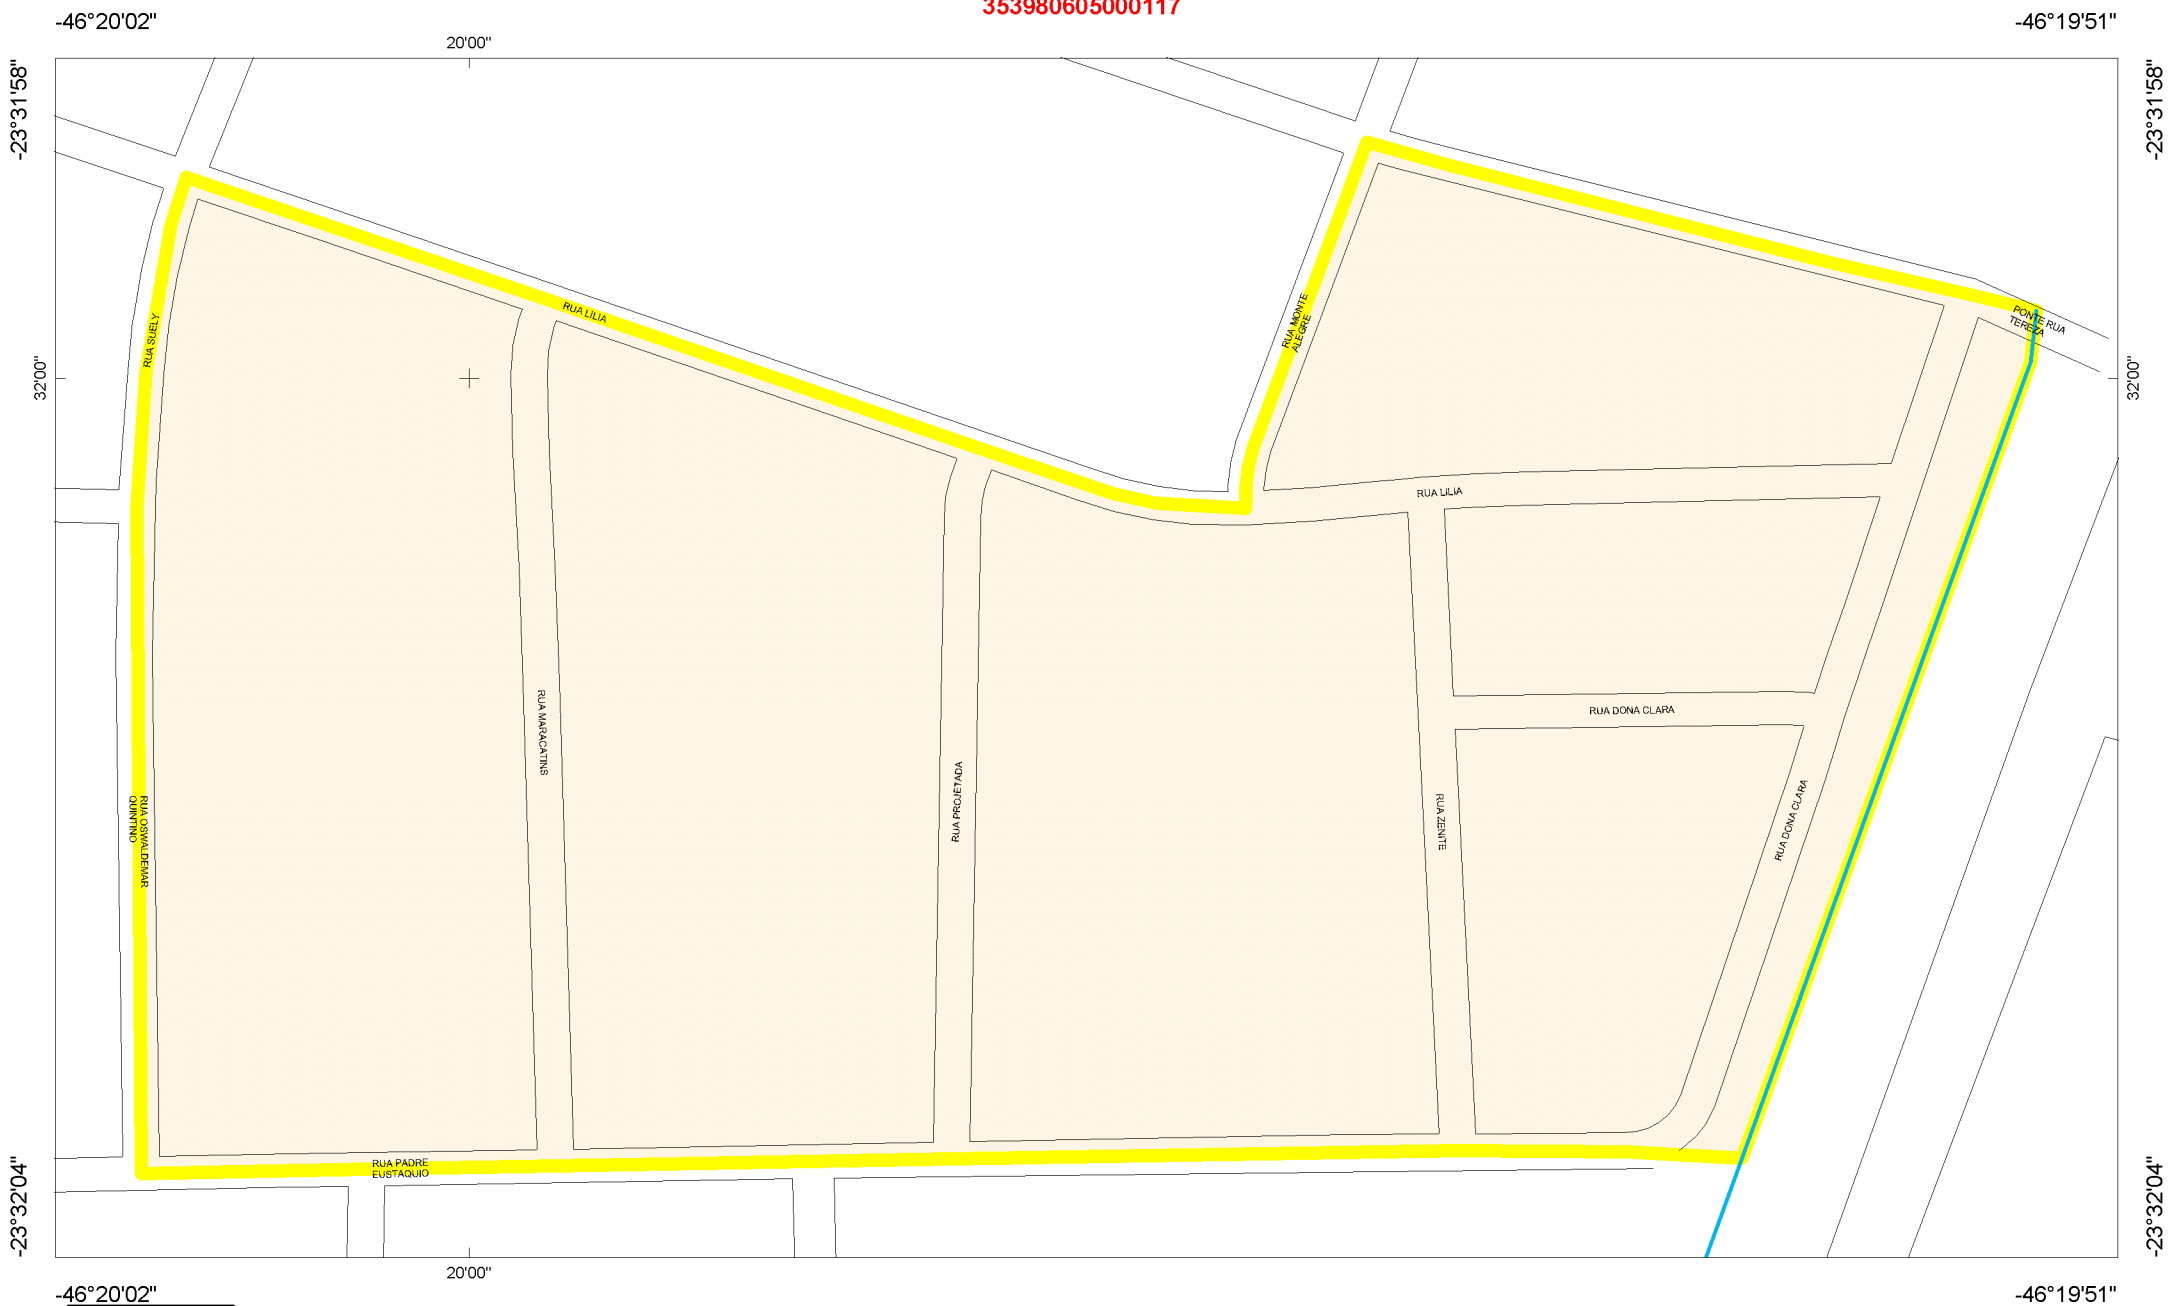 353980605000117
-46°20'02"
-46°19'51"
20'00"
-23°31'58"
-23°31'58"
RUA LILIA
RUA MONTE
ALEGRE
PONTE RUA
TEREZA
RUA SUELY
32'00"
32'00"
RUA LILIA
RUA MARACATINS
RUA DONA CLARA
RUA PROJETADA
RUA ZENITE
RUA DONA CLARA
RUA OSWALDEMAR
QUINTINO
RUA PADRE
EUSTAQUIO
-23°32'04"
-23°32'04"
20'00"
-46°20'02"
-46°19'51"